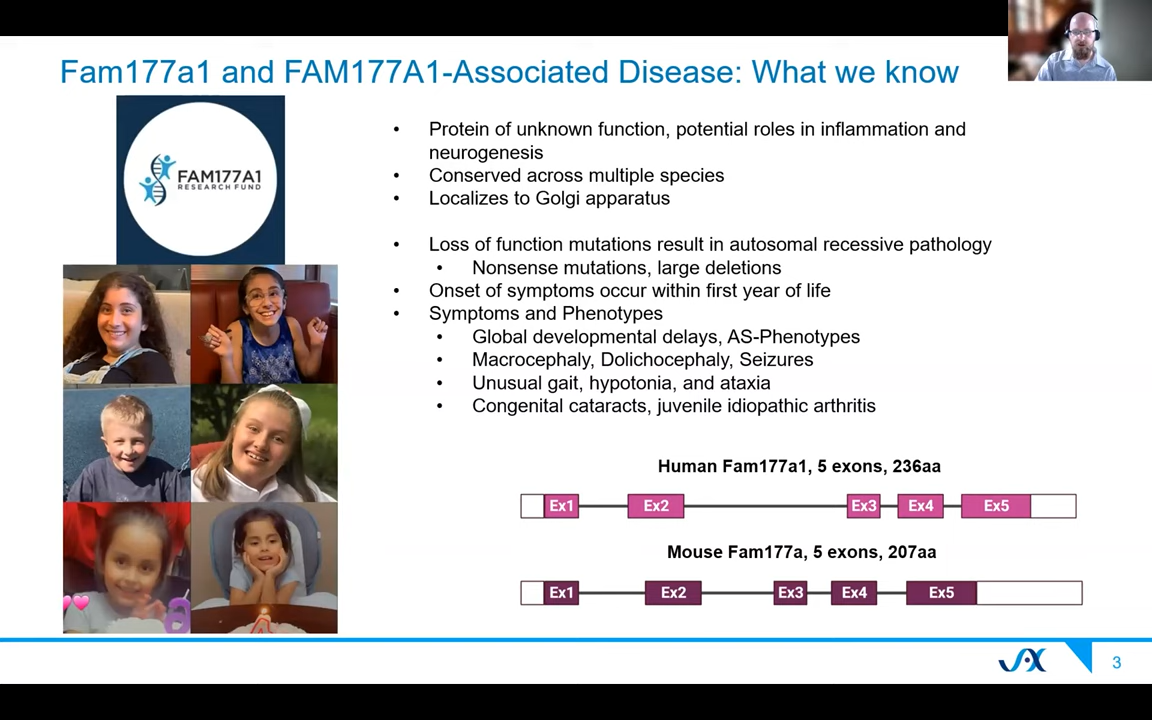 Fam177a1 and FAM177A1-Associated Disease: What we know
FAM177A1
RESEARCH FUND
• Protein of unknown function, potential roles in inflammation and
neurogenesis
• Conserved across multiple species
• Localizes to Golgi apparatus
• Loss of function mutations result in autosomal recessive pathology
• Nonsense mutations, large deletions
• Onset of symptoms occur within first year of life
• Symptoms and Phenotypes
• Global developmental delays, AS-Phenotypes
• Macrocephaly, Dolichocephaly, Seizures
• Unusual gait, hypotonia, and ataxia
• Congenital cataracts, juvenile idiopathic arthritis
Human Fam177a1, 5 exons, 236aa
Ex1 Ex2 Ex3 Ex4 Ex5
Mouse Fam177a, 5 exons, 207aa
Ex1 Ex2 Ex3 Ex4 Ex5
JAX
3